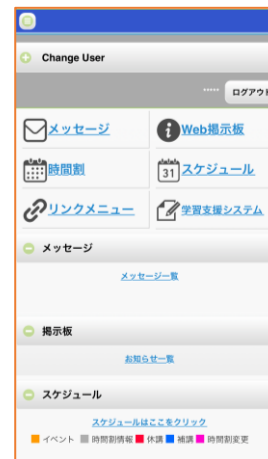 Change User
..... ログアウト
メッセージ Web掲示板
時間割 31 スケジュール
リンクメニュー 学習支援システム
メッセージ
メッセージ一覧
掲示板
お知らせ一覧
スケジュール
スケジュールはここをクリック
イベント 時間割情報 休講 補講 時間割変更